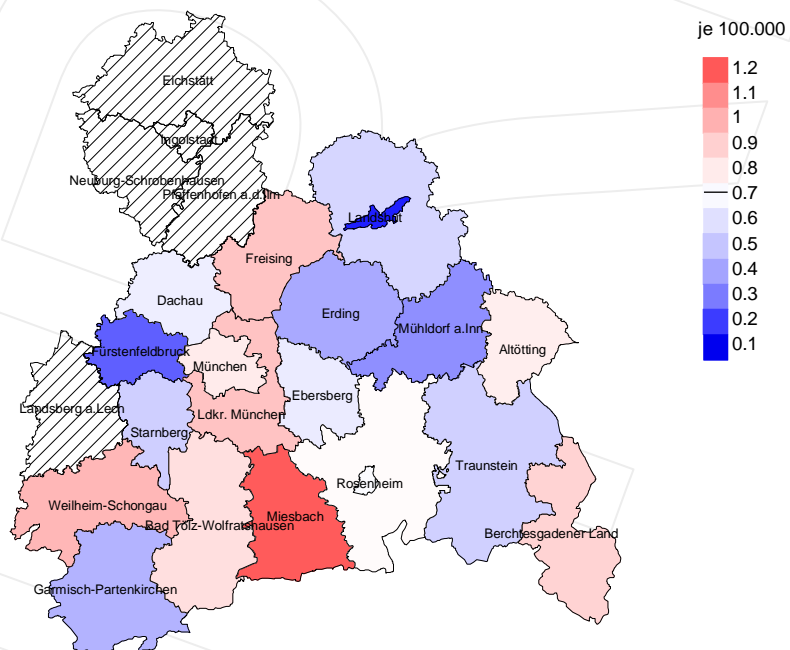 je 100.000
1.2
1.1
1
0.9
0.8
0.7
0.6
0.5
0.4
0.3
0.2
0.1
Eichstätt
Ingolstadt
Neuburg-Schrobenhausen
Pfaffenhofen a.d.Ilm
Landshut
Freising
Dachau
Erding
Mühldorf a.Inn
Fürstenfeldbruck
Altötting
München
Ebersberg
Landsberg a.Lech
Ldkr. München
Starnberg
Traunstein
Rosenheim
Weilheim-Schongau
Miesbach
Bad Tölz-Wolfratshausen
Berchtesgadener Land
Garmisch-Partenkirchen